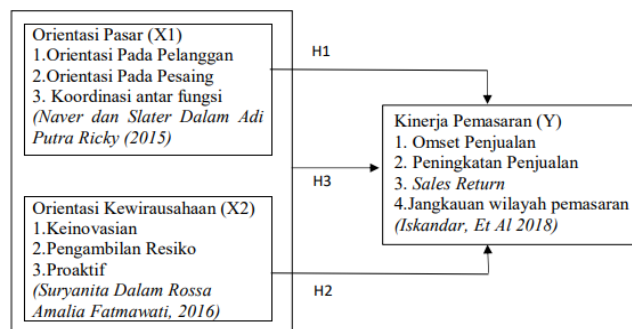 Orientasi Pasar (X1)
1.Orientasi Pada Pelanggan
2.Orientasi Pada Pesaing
3. Koordinasi antar fungsi
(Naver dan Slater Dalam Adi
Putra Ricky (2015)
H1
Kinerja Pemasaran (Y)
1. Omset Penjualan
2. Peningkatan Penjualan
3. Sales Return
4.Jangkauan wilayah pemasaran
(Iskandar, Et Al 2018)
H3
Orientasi Kewirausahaan (X2)
1.Keinovasian
2.Pengambilan Resiko
3.Proaktif
(Suryanita Dalam Rossa
Amalia Fatmawati, 2016)
H2